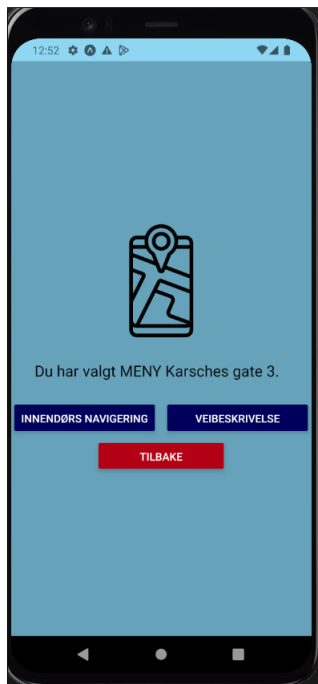 12:52
Du har valgt MENY Karsches gate 3.
INNENDØRS NAVIGERING VEIBESKRIVELSE
TILBAKE